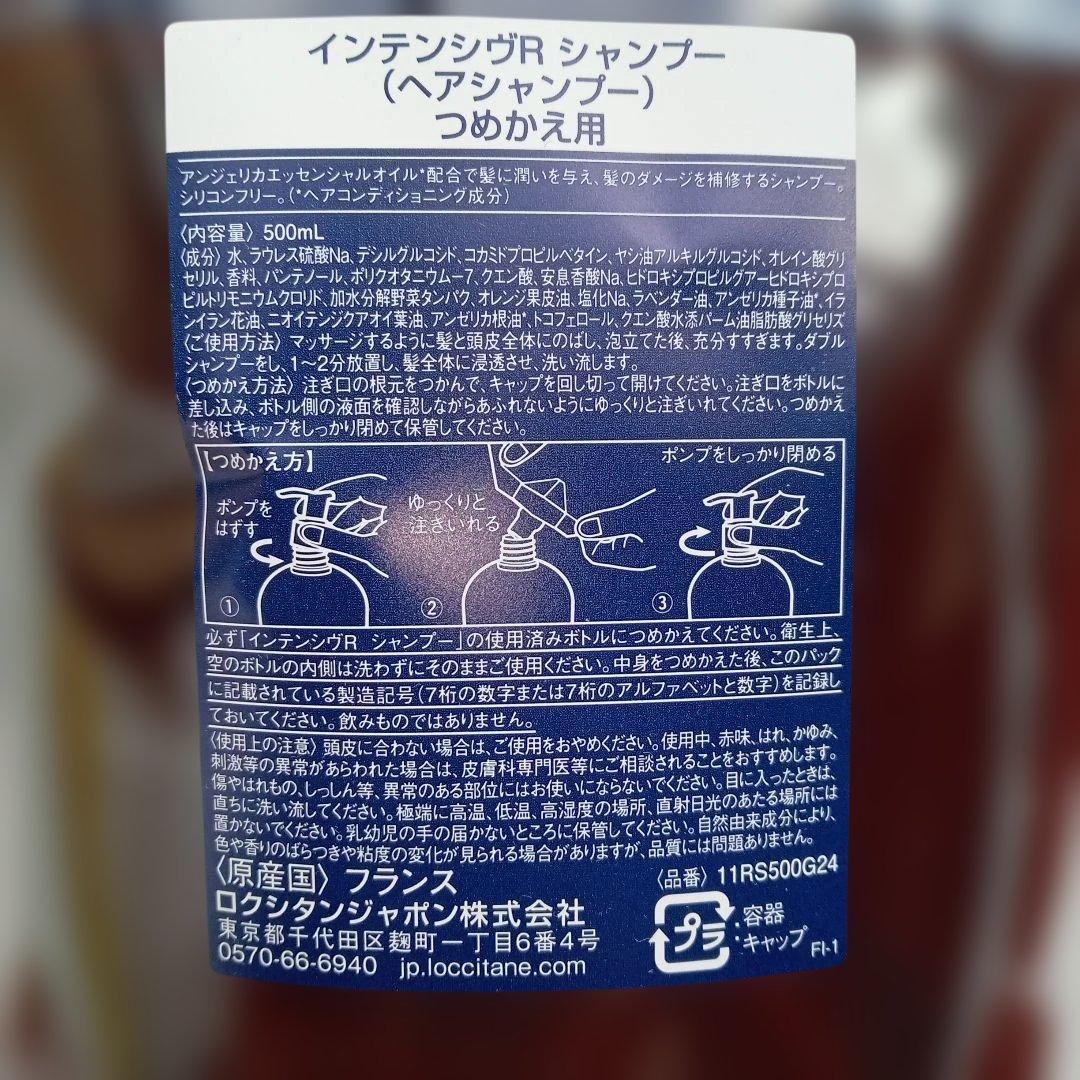 インテンシヴR シャンプー
（ヘアシャンプー）
つめかえ用
アンジェリカエッセンシャルオイル*配合で髪に潤いを与え、髪のダメージを補修するシャンプー。
シリコンフリー。（*ヘアコンディショニング成分）
〈内容量〉 500mL
〈成分〉 水、ラウレス硫酸Na、デシルグルコシド、コカミドプロピルベタイン、ヤシ油アルキルグルコシド、オレイン酸グリ
セリル、香料、パンテノール、ポリクオタニウム－7、クエン酸、安息香酸Na、ヒドロキシプロピルグアーヒドロキシプロ
ピルトリモニウムクロリド、加水分解野菜タンパク、オレンジ果皮油、塩化Na、ラベンダー油、アンゼリカ種子油*、イラ
ンイラン花油、ニオイテンジクアオイ葉油、アンゼリカ根油*、トコフェロール、クエン酸水添パーム油脂肪酸グリセリズ
〈ご使用方法〉 マッサージするように髪と頭皮全体にのばし、泡立てた後、充分すすぎます。ダブル
シャンプーをし、1～2分放置し、髪全体に浸透させ、洗い流します。
〈つめかえ方法〉 注ぎ口の根元をつかんで、キャップを回し切って開けてください。注ぎ口をボトルに
差し込み、ボトル側の液面を確認しながらあふれないようにゆっくりと注ぎいれてください。つめかえ
た後はキャップをしっかり閉めて保管してください。
【つめかえ方】
ポンプを
はずす
①
ゆっくりと
注ぎいれる
②
ポンプをしっかり閉める
③
必ず「インテンシヴR シャンプー」の使用済みボトルにつめかえてください。衛生上、
空のボトルの内側は洗わずにそのままご使用ください。中身をつめかえた後、このパック
に記載されている製造記号（7桁の数字または7桁のアルファベットと数字）を記録し
ておいてください。飲みものではありません。
〈使用上の注意〉 頭皮に合わない場合は、ご使用をおやめください。使用中、赤味、はれ、かゆみ、
刺激等の異常があらわれた場合は、皮膚科専門医等にご相談されることをおすすめします。
傷やはれもの、しっしん等、異常のある部位にはお使いにならないでください。目に入ったときは、
直ちに洗い流してください。極端に高温、低温、高湿度の場所、直射日光のあたる場所には
置かないでください。乳幼児の手の届かないところに保管してください。自然由来成分により、
色や香りのばらつきや粘度の変化が見られる場合がありますが、品質には問題ありません。
〈原産国〉 フランス
〈品番〉 11RS500G24
ロクシタンジャポン株式会社
東京都千代田区麹町一丁目6番4号
0570-66-6940 jp.loccitane.com
プラ
:容器
・キャップ
FI-1